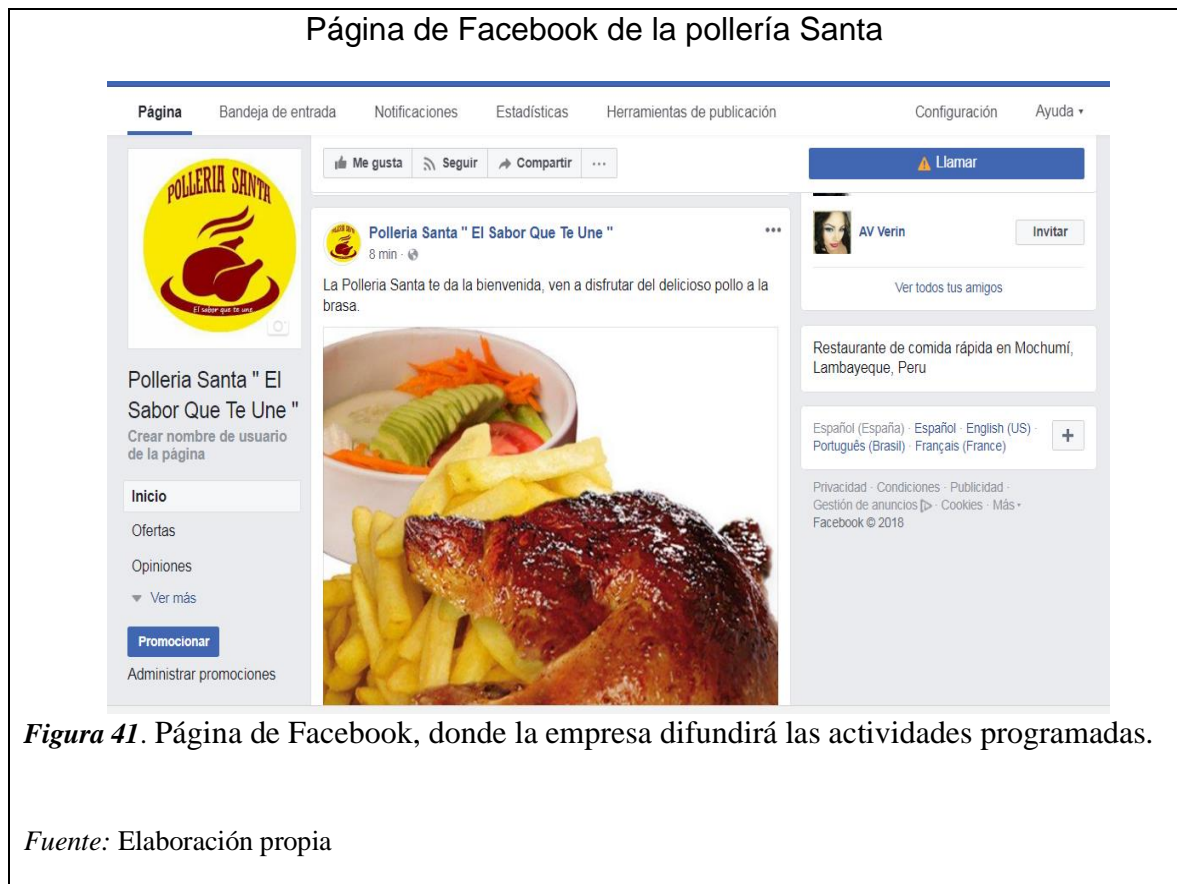 Página de Facebook de la pollería Santa
Página Bandeja de entrada Notificaciones Estadísticas Herramientas de publicación Configuración Ayuda
POLLERIA SANTA
El sabor que te une
Polleria Santa " El
Sabor Que Te Une "
Crear nombre de usuario
de la página
Inicio
Ofertas
Opiniones
Ver más
Promocionar
Administrar promociones
Me gusta Seguir Compartir ...
Polleria Santa " El Sabor Que Te Une "
8 min ·
La Polleria Santa te da la bienvenida, ven a disfrutar del delicioso pollo a la
brasa.
Llamar
AV Verin Invitar
Ver todos tus amigos
Restaurante de comida rápida en Mochumí,
Lambayeque, Peru
Español (España) · Español · English (US) ·
Português (Brasil) · Français (France)
Privacidad · Condiciones · Publicidad ·
Gestión de anuncios · Cookies · Más
Facebook © 2018
Figura 41. Página de Facebook, donde la empresa difundirá las actividades programadas.
Fuente: Elaboración propia